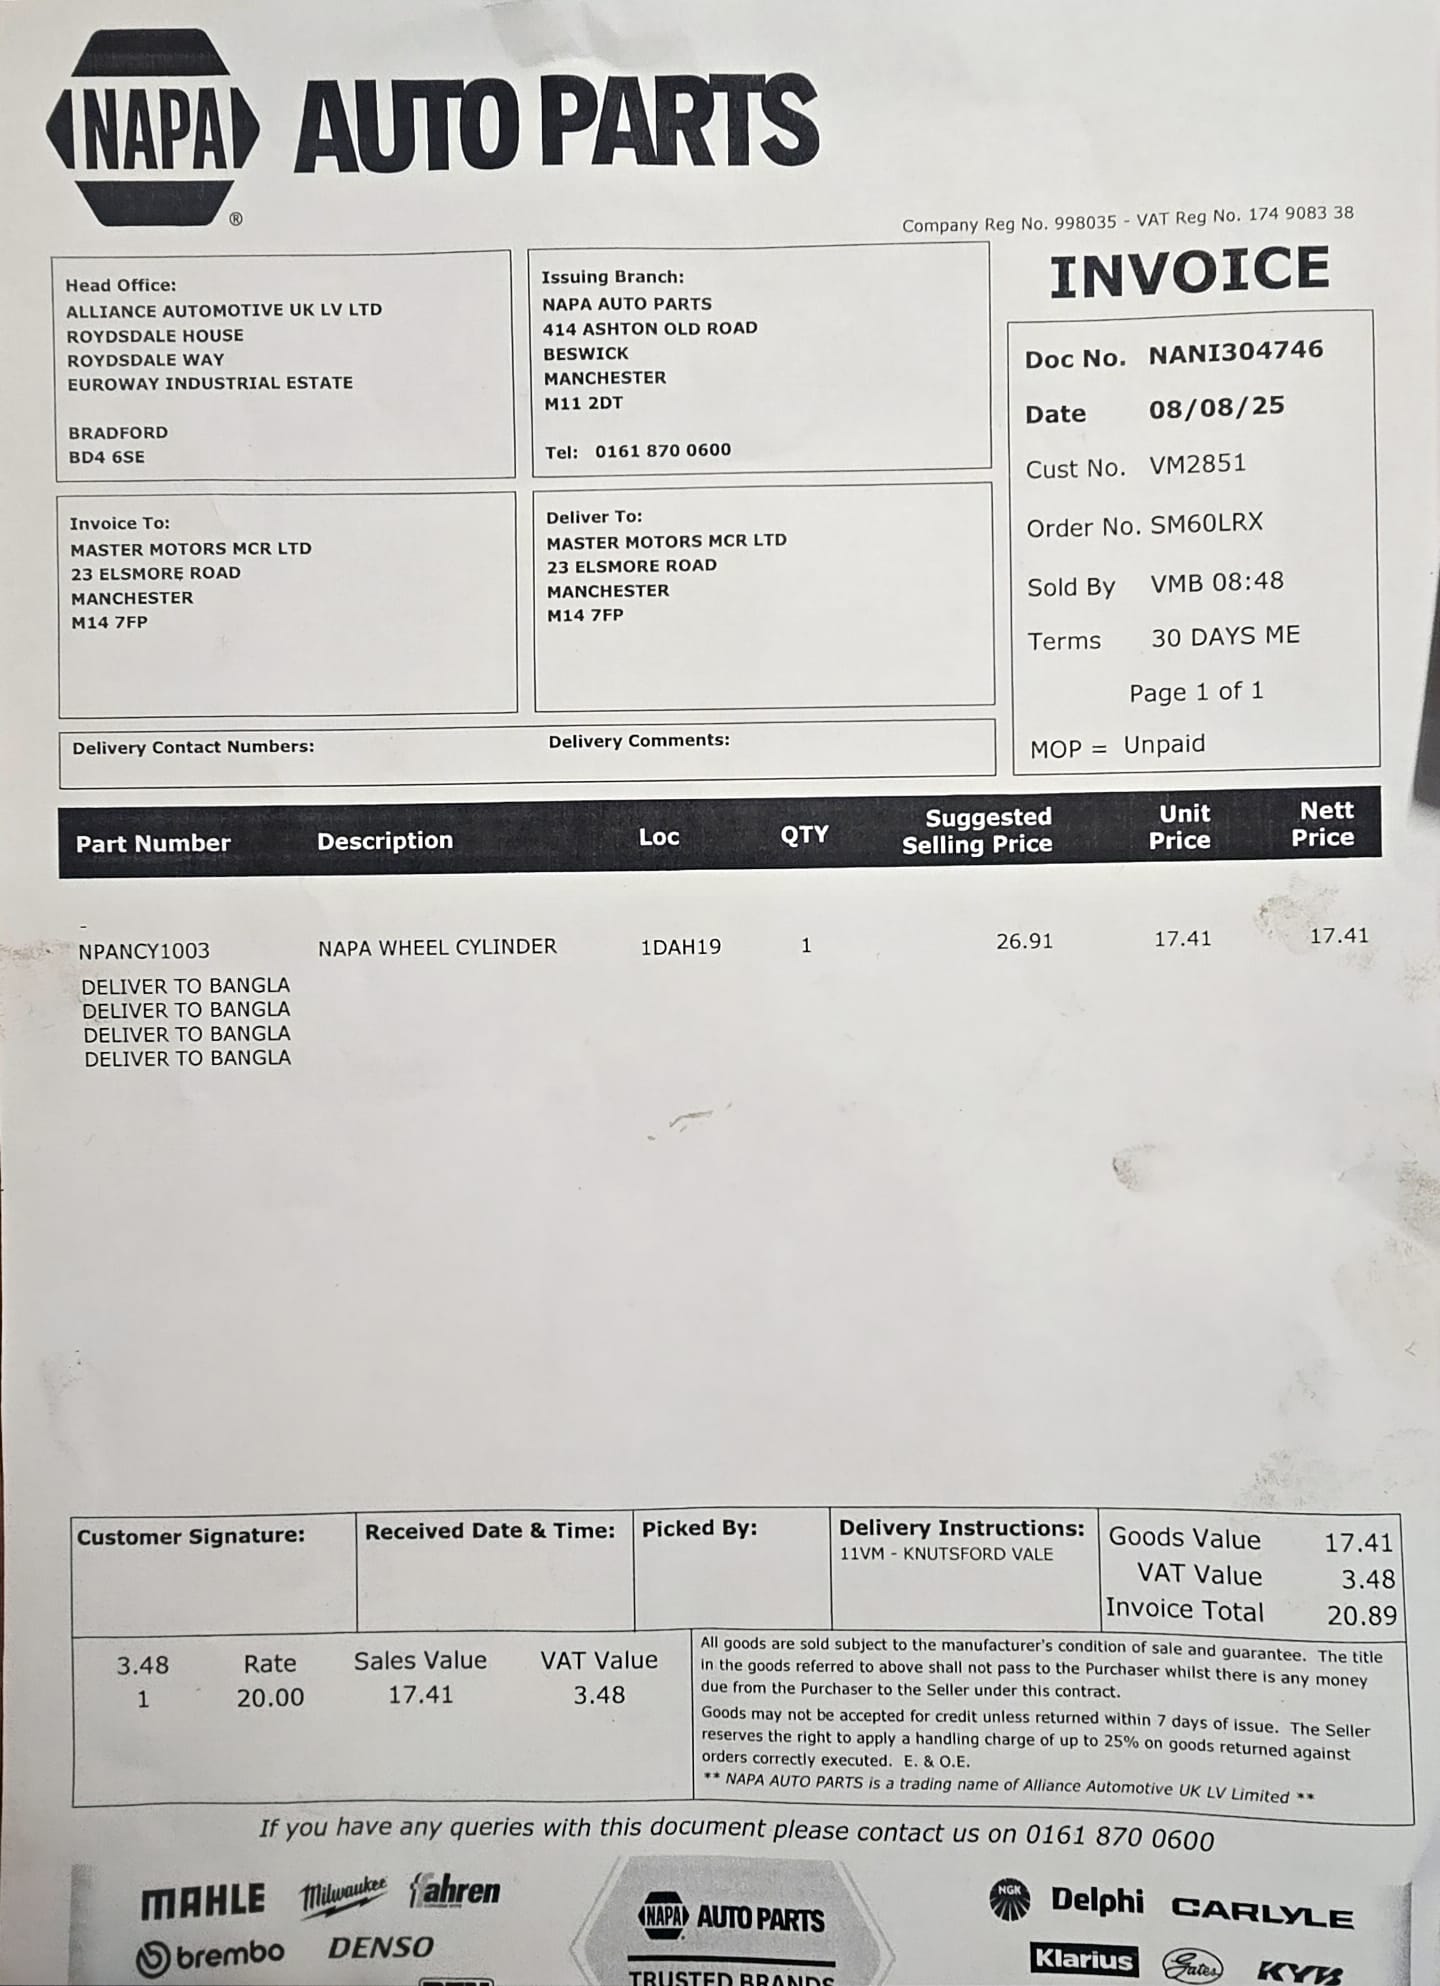 NAPA AUTO PARTS
®
Company Reg No. 998035 - VAT Reg No. 174 9083 38
INVOICE
Head Office:
ALLIANCE AUTOMOTIVE UK LV LTD
ROYDSDALE HOUSE
ROYDSDALE WAY
EUROWAY INDUSTRIAL ESTATE
BRADFORD
BD4 6SE
Issuing Branch:
NAPA AUTO PARTS
414 ASHTON OLD ROAD
BESWICK
MANCHESTER
M11 2DT
Tel: 0161 870 0600
Doc No. NANI304746
Date 08/08/25
Cust No. VM2851
Order No. SM60LRX
Sold By VMB 08:48
Terms 30 DAYS ME
Page 1 of 1
MOP = Unpaid
Invoice To:
MASTER MOTORS MCR LTD
23 ELSMORE ROAD
MANCHESTER
M14 7FP
Deliver To:
MASTER MOTORS MCR LTD
23 ELSMORE ROAD
MANCHESTER
M14 7FP
Delivery Contact Numbers:
Delivery Comments:
Part Number Description Loc QTY Suggested Selling Price Unit Price Nett Price
-
NPANCY1003 NAPA WHEEL CYLINDER 1DAH19 1 26.91 17.41 17.41
DELIVER TO BANGLA
DELIVER TO BANGLA
DELIVER TO BANGLA
DELIVER TO BANGLA
Customer Signature:
Received Date & Time:
Picked By:
Delivery Instructions:
11VM - KNUTSFORD VALE
Goods Value 17.41
VAT Value 3.48
Invoice Total 20.89
3.48 Rate Sales Value VAT Value
1 20.00 17.41 3.48
All goods are sold subject to the manufacturer's condition of sale and guarantee. The title
in the goods referred to above shall not pass to the Purchaser whilst there is any money
due from the Purchaser to the Seller under this contract.
Goods may not be accepted for credit unless returned within 7 days of issue. The Seller
reserves the right to apply a handling charge of up to 25% on goods returned against
orders correctly executed. E. & O.E.
** NAPA AUTO PARTS is a trading name of Alliance Automotive UK LV Limited **
If you have any queries with this document please contact us on 0161 870 0600
MAHLE Milwaukee fahren
brembo DENSO
NAPA AUTO PARTS
TRUSTED BRANDS
NGK Delphi CARLYLE
Klarius Gates KYB